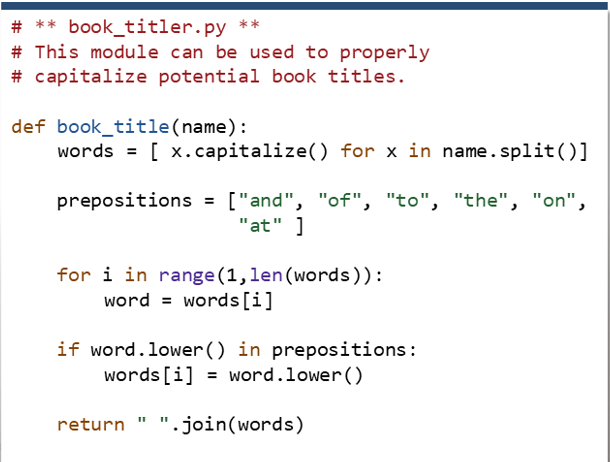 # ** book_titler.py **
# This module can be used to properly
# capitalize potential book titles.

def book_title(name):
    words = [ x.capitalize() for x in name.split()]

    prepositions = ["and", "of", "to", "the", "on",
                    "at" ]

    for i in range(1,len(words)):
        word = words[i]

    if word.lower() in prepositions:
        words[i] = word.lower()

    return " ".join(words)